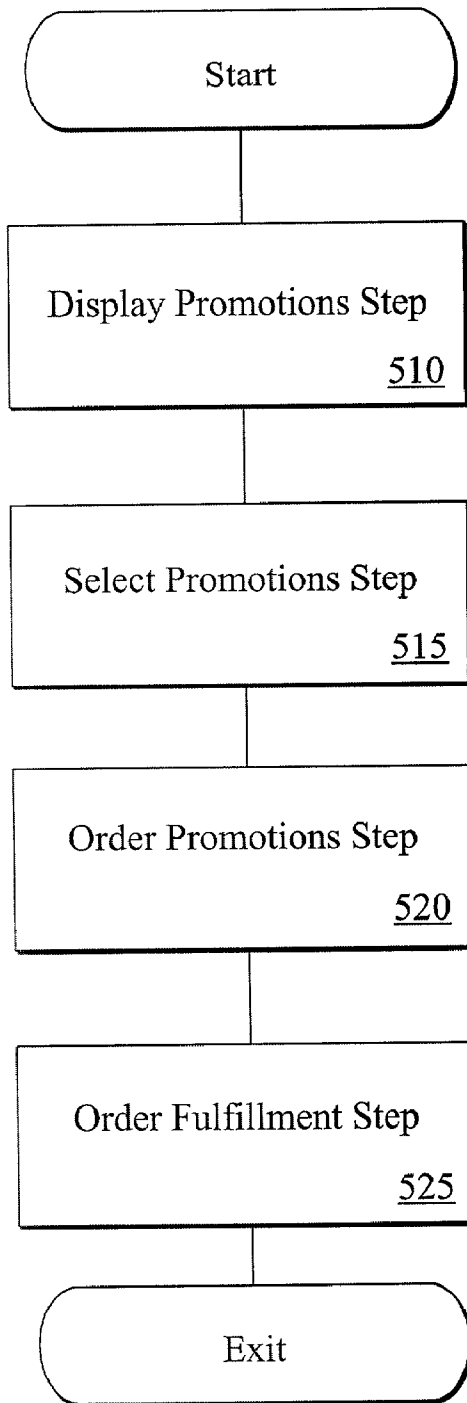 Start
Display Promotions Step
510
Select Promotions Step
515
Order Promotions Step
520
Order Fulfillment Step
525
Exit